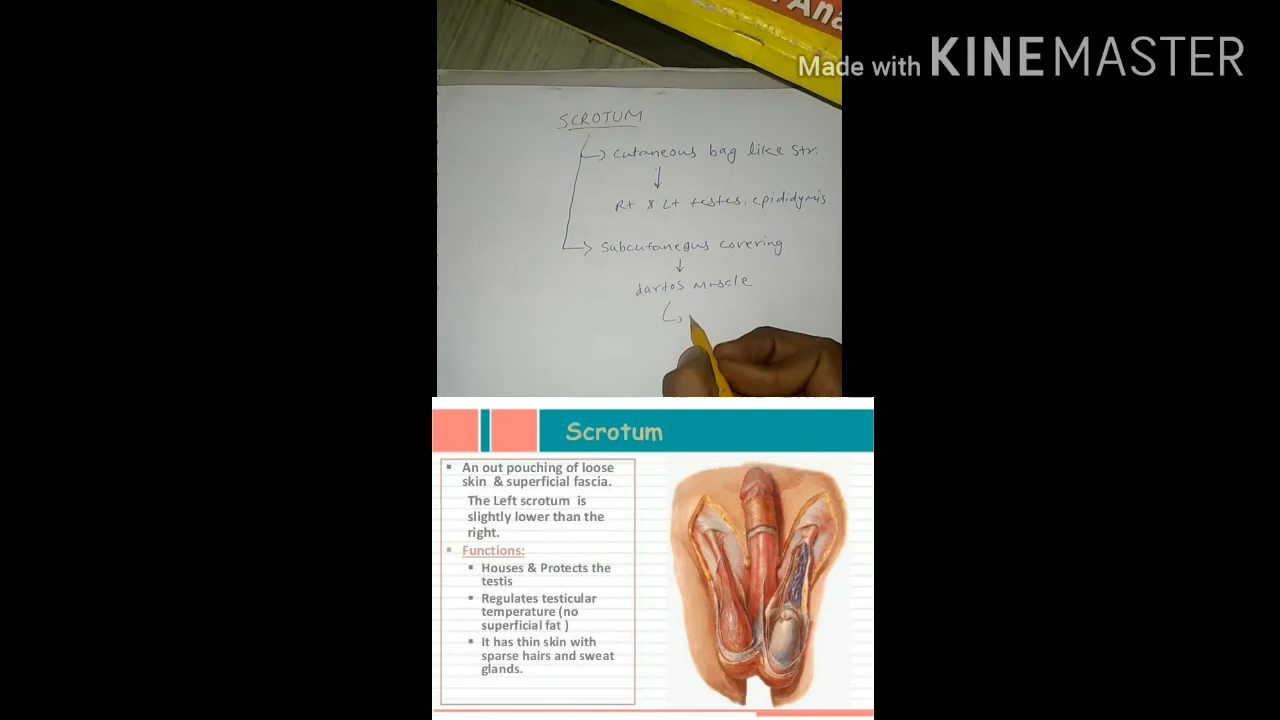 Ana
Made with KINEMASTER
SCROTUM
cutaneous bag like str.
Rt & Lt testes, epididymis
subcutaneous covering
dartos muscle
Scrotum
An out pouching of loose
skin & superficial fascia.
The Left scrotum is
slightly lower than the
right.
Functions:
Houses & Protects the
testis
Regulates testicular
temperature (no
superficial fat )
It has thin skin with
sparse hairs and sweat
glands.